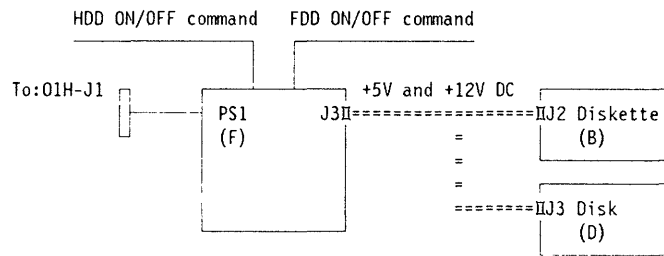 HDD ON/OFF command FDD ON/OFF command
To:01H-J1 +5V and +12V DC
PS1 J3 J2 Diskette
(F) (B)
J3 Disk
(D)